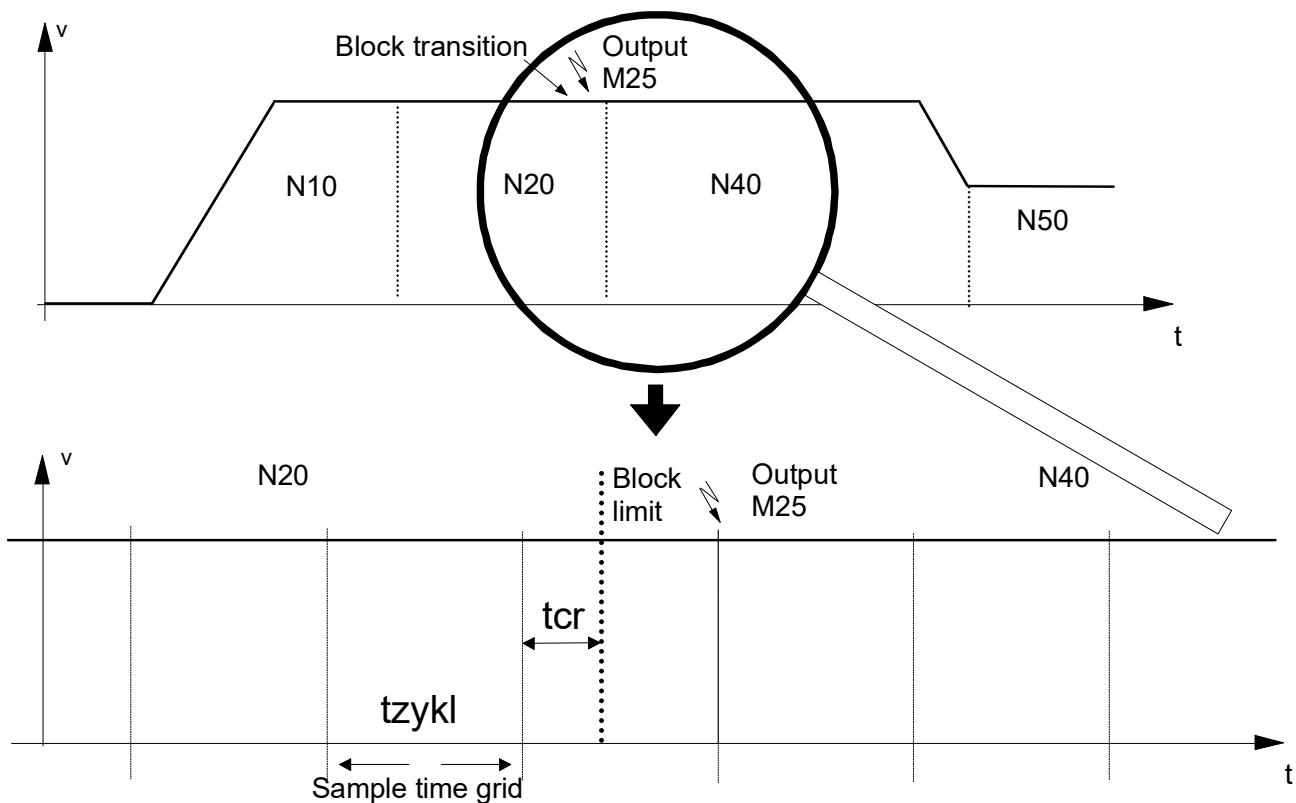 v
Block transition
Output
M25
N10
N20
N40
N50
t
v
N20
Block
limit
Output
M25
N40
tcr
tzykl
Sample time grid
t